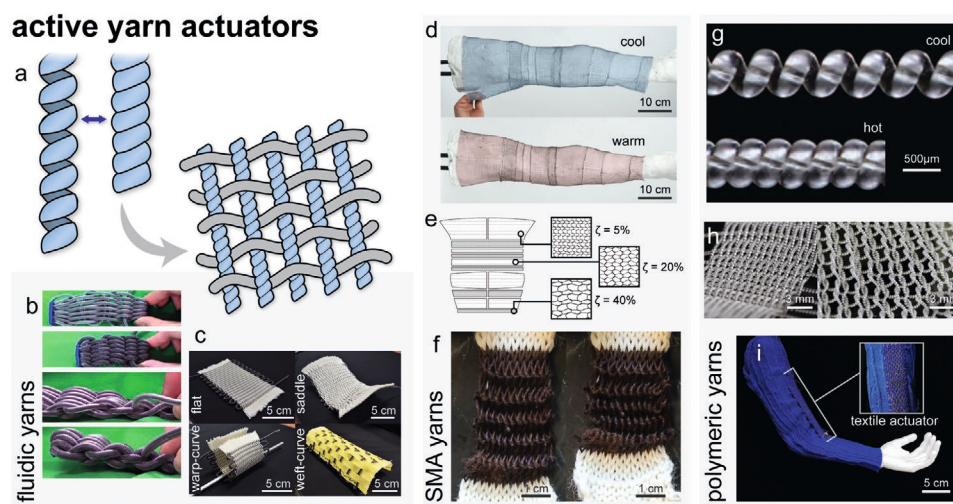 active yarn actuators
a
b
fluidic yarns
c
flat
5 cm
saddle
5 cm
warp-curve
5 cm
weft-curve
5 cm
d
cool
10 cm
warm
10 cm
e
ζ = 5%
ζ = 20%
ζ = 40%
f
SMA yarns
1 cm
1 cm
g
cool
hot
500µm
h
3 mm
3 mm
polymeric yarns
i
textile actuator
5 cm